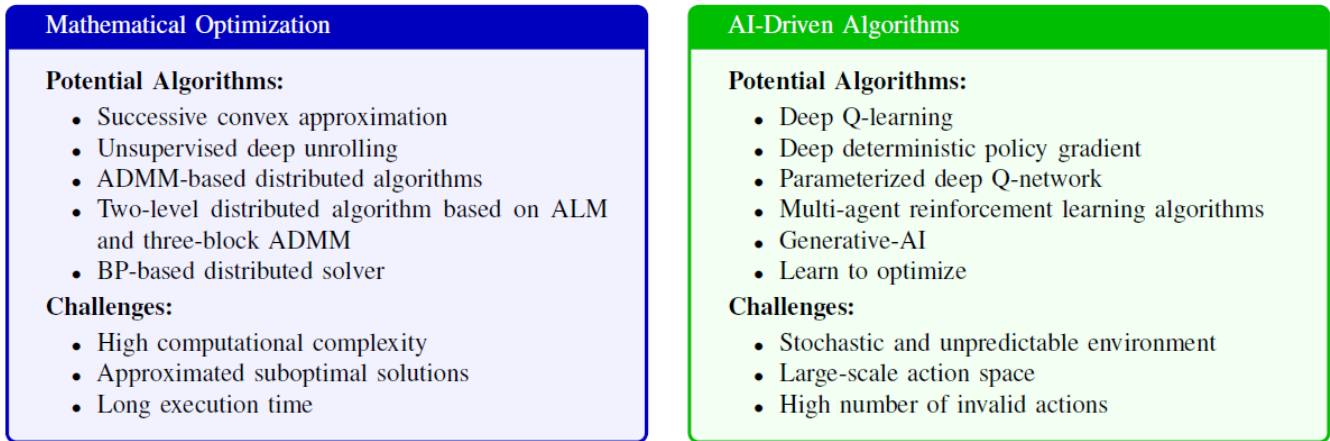 Mathematical Optimization
Potential Algorithms:
• Successive convex approximation
• Unsupervised deep unrolling
• ADMM-based distributed algorithms
• Two-level distributed algorithm based on ALM
and three-block ADMM
• BP-based distributed solver
Challenges:
• High computational complexity
• Approximated suboptimal solutions
• Long execution time
AI-Driven Algorithms
Potential Algorithms:
• Deep Q-learning
• Deep deterministic policy gradient
• Parameterized deep Q-network
• Multi-agent reinforcement learning algorithms
• Generative-AI
• Learn to optimize
Challenges:
• Stochastic and unpredictable environment
• Large-scale action space
• High number of invalid actions